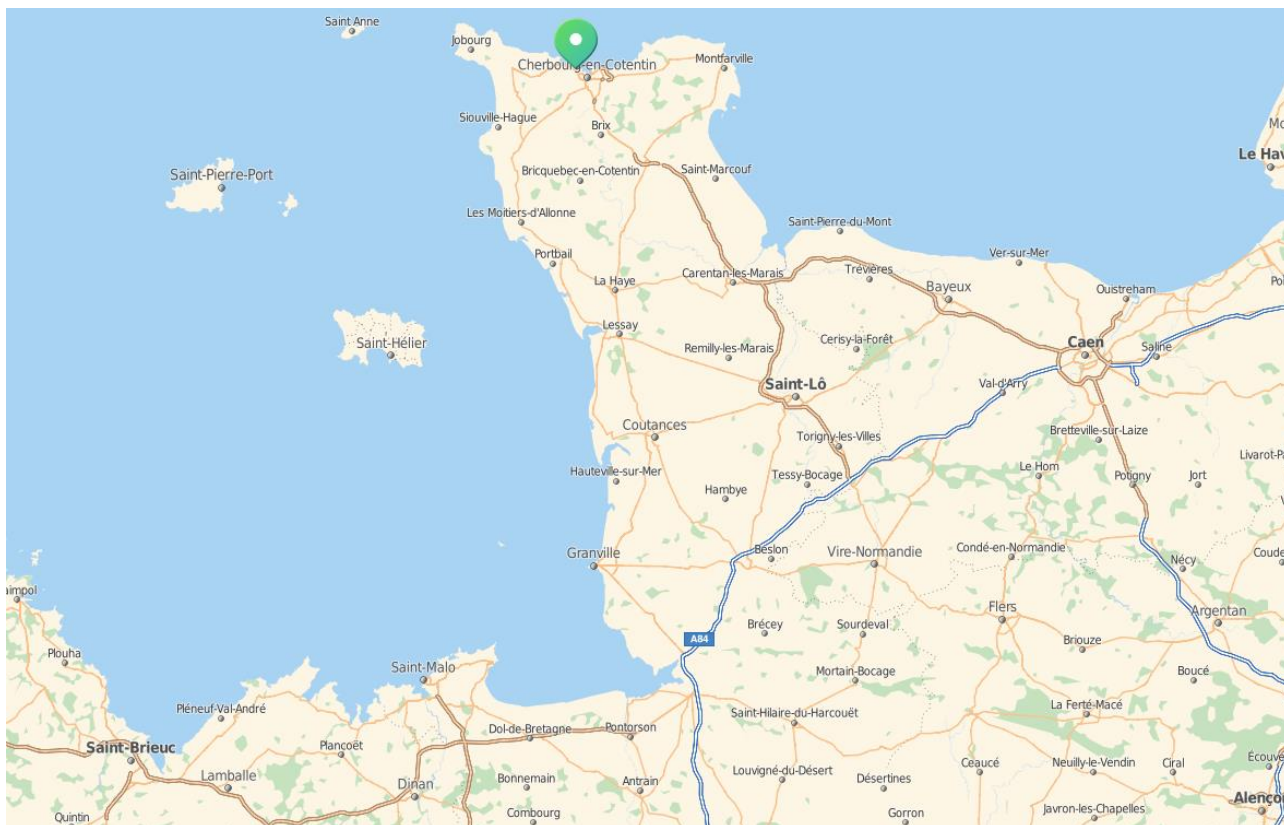 Saint Anne
Jobourg
Cherbourg-en-Cotentin
Montfarville
Siouville-Hague
Brix
Le Hav
Saint-Pierre-Port
Bricquebec-en-Cotentin
Saint-Marcouf
Les Moitiers-d'Allonne
Saint-Pierre-du-Mont
Portbail
Ver-sur-Mer
La Haye
Carentan-les-Marais
Trévières
Bayeux
Ouistreham
Lessay
Saint-Hélier
Remilly-les-Marais
Cerisy-la-Forêt
Caen
Saline
Saint-Lô
Val-d'Arry
Coutances
Torigny-les-Villes
Bretteville-sur-Laize
Livarot-Pa
Hauteville-sur-Mer
Hambye
Tessy-Bocage
Le Hom
Potigny
Jort
Granville
Beslon
Vire-Normandie
Condé-en-Normandie
Nécy
Coude
aimpol
Flers
Argentan
Brécey
Sourdeval
A84
Briouze
Plouha
Saint-Malo
Mortain-Bocage
Boucé
Pléneuf-Val-André
Saint-Hilaire-du-Harcouët
La Ferté-Macé
Dol-de-Bretagne
Pontorson
Saint-Brieuc
Plancoët
Lamballe
Dinan
Bonnemain
Antrain
Louvigné-du-Désert
Désertines
Ceaucé
Neuilly-le-Vendin
Ciral
Écouve
Alenço
Quintin
Combourg
Gorron
Javron-les-Chapelles